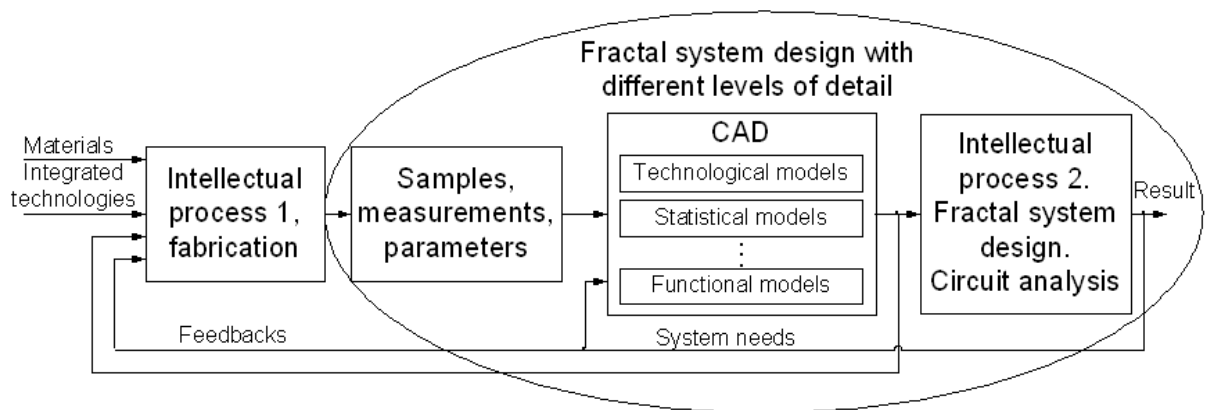 Fractal system design with
different levels of detail
Materials
Integrated
technologies
Intellectual
process 1,
fabrication
Samples,
measurements,
parameters
CAD
Technological models
Statistical models
⋮
Functional models
Intellectual
process 2.
Fractal system
design.
Circuit analysis
Result
Feedbacks
System needs